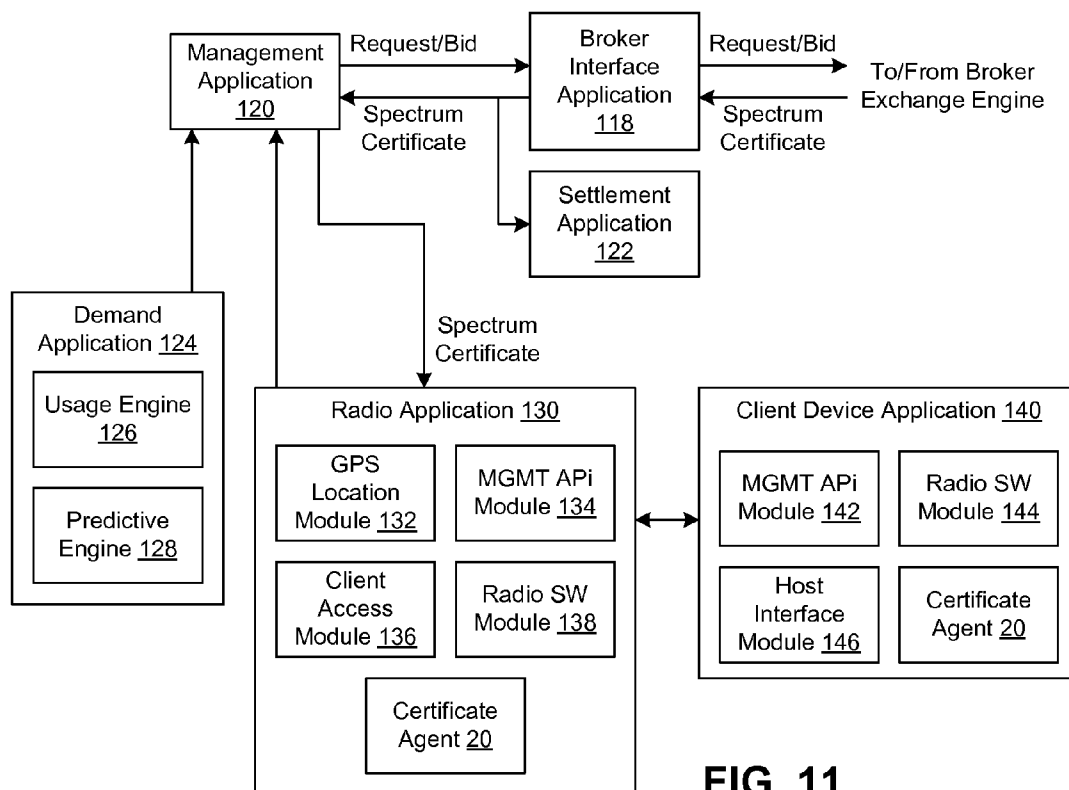 Management
Application
120
Request/Bid
Broker
Interface
Application
118
Request/Bid
To/From Broker
Exchange Engine
Spectrum
Certificate
Spectrum
Certificate
Settlement
Application
122
Demand
Application 124
Usage Engine
126
Predictive
Engine 128
Spectrum
Certificate
Radio Application 130
GPS
Location
Module 132
MGMT APi
Module 134
Client
Access
Module 136
Radio SW
Module 138
Certificate
Agent 20
Client Device Application 140
MGMT APi
Module 142
Radio SW
Module 144
Host
Interface
Module 146
Certificate
Agent 20
FIG. 11